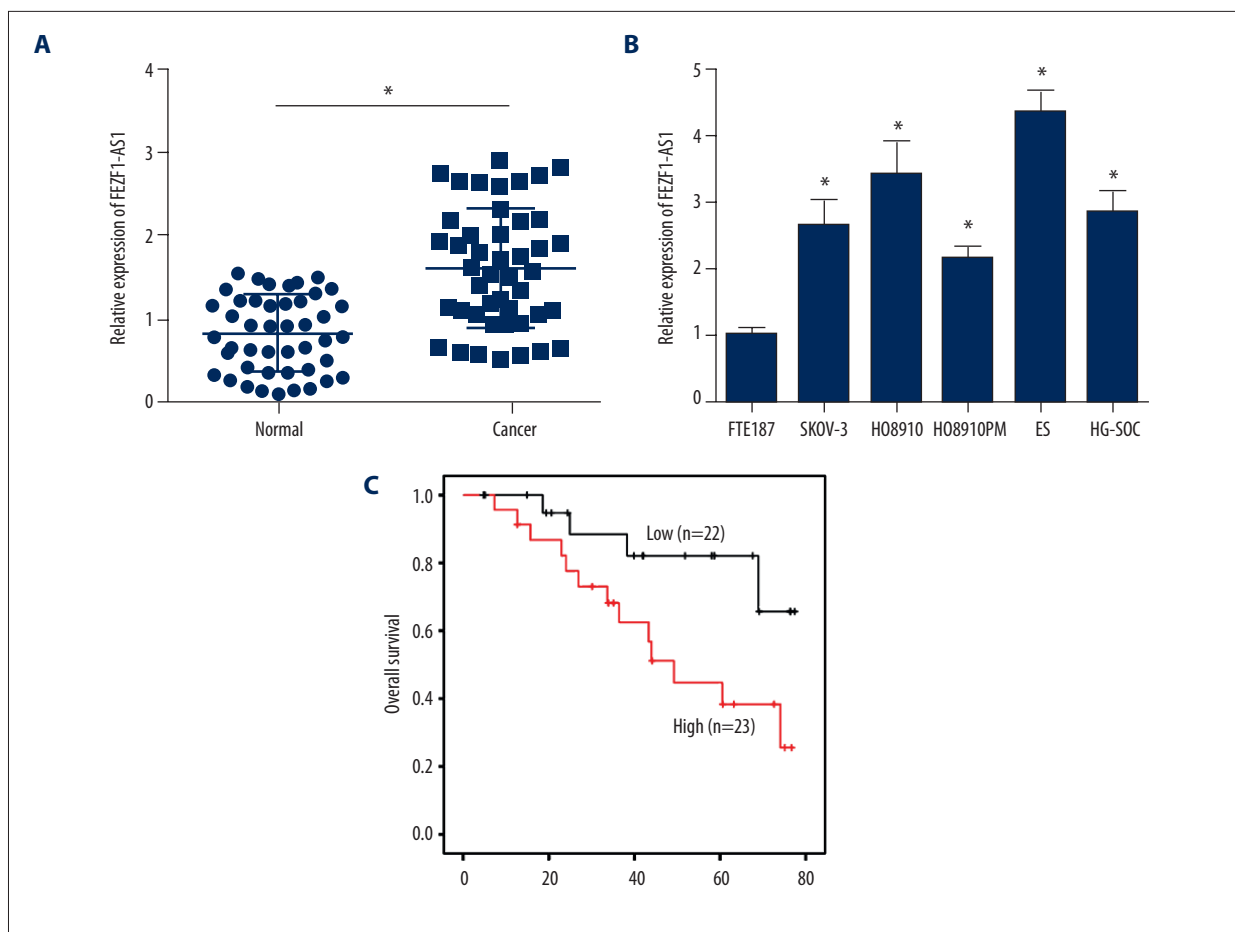 A
Relative expression of FEZF1-AS1
4
3
2
1
0
*
Normal
Cancer
B
Relative expression of FEZF1-AS1
5
4
3
2
1
0
*
*
*
*
*
FTE187
SKOV-3
HO8910
HO8910PM
ES
HG-SOC
C
Overall survival
1.0
0.8
0.6
0.4
0.2
0.0
Low (n=22)
High (n=23)
0
20
40
60
80